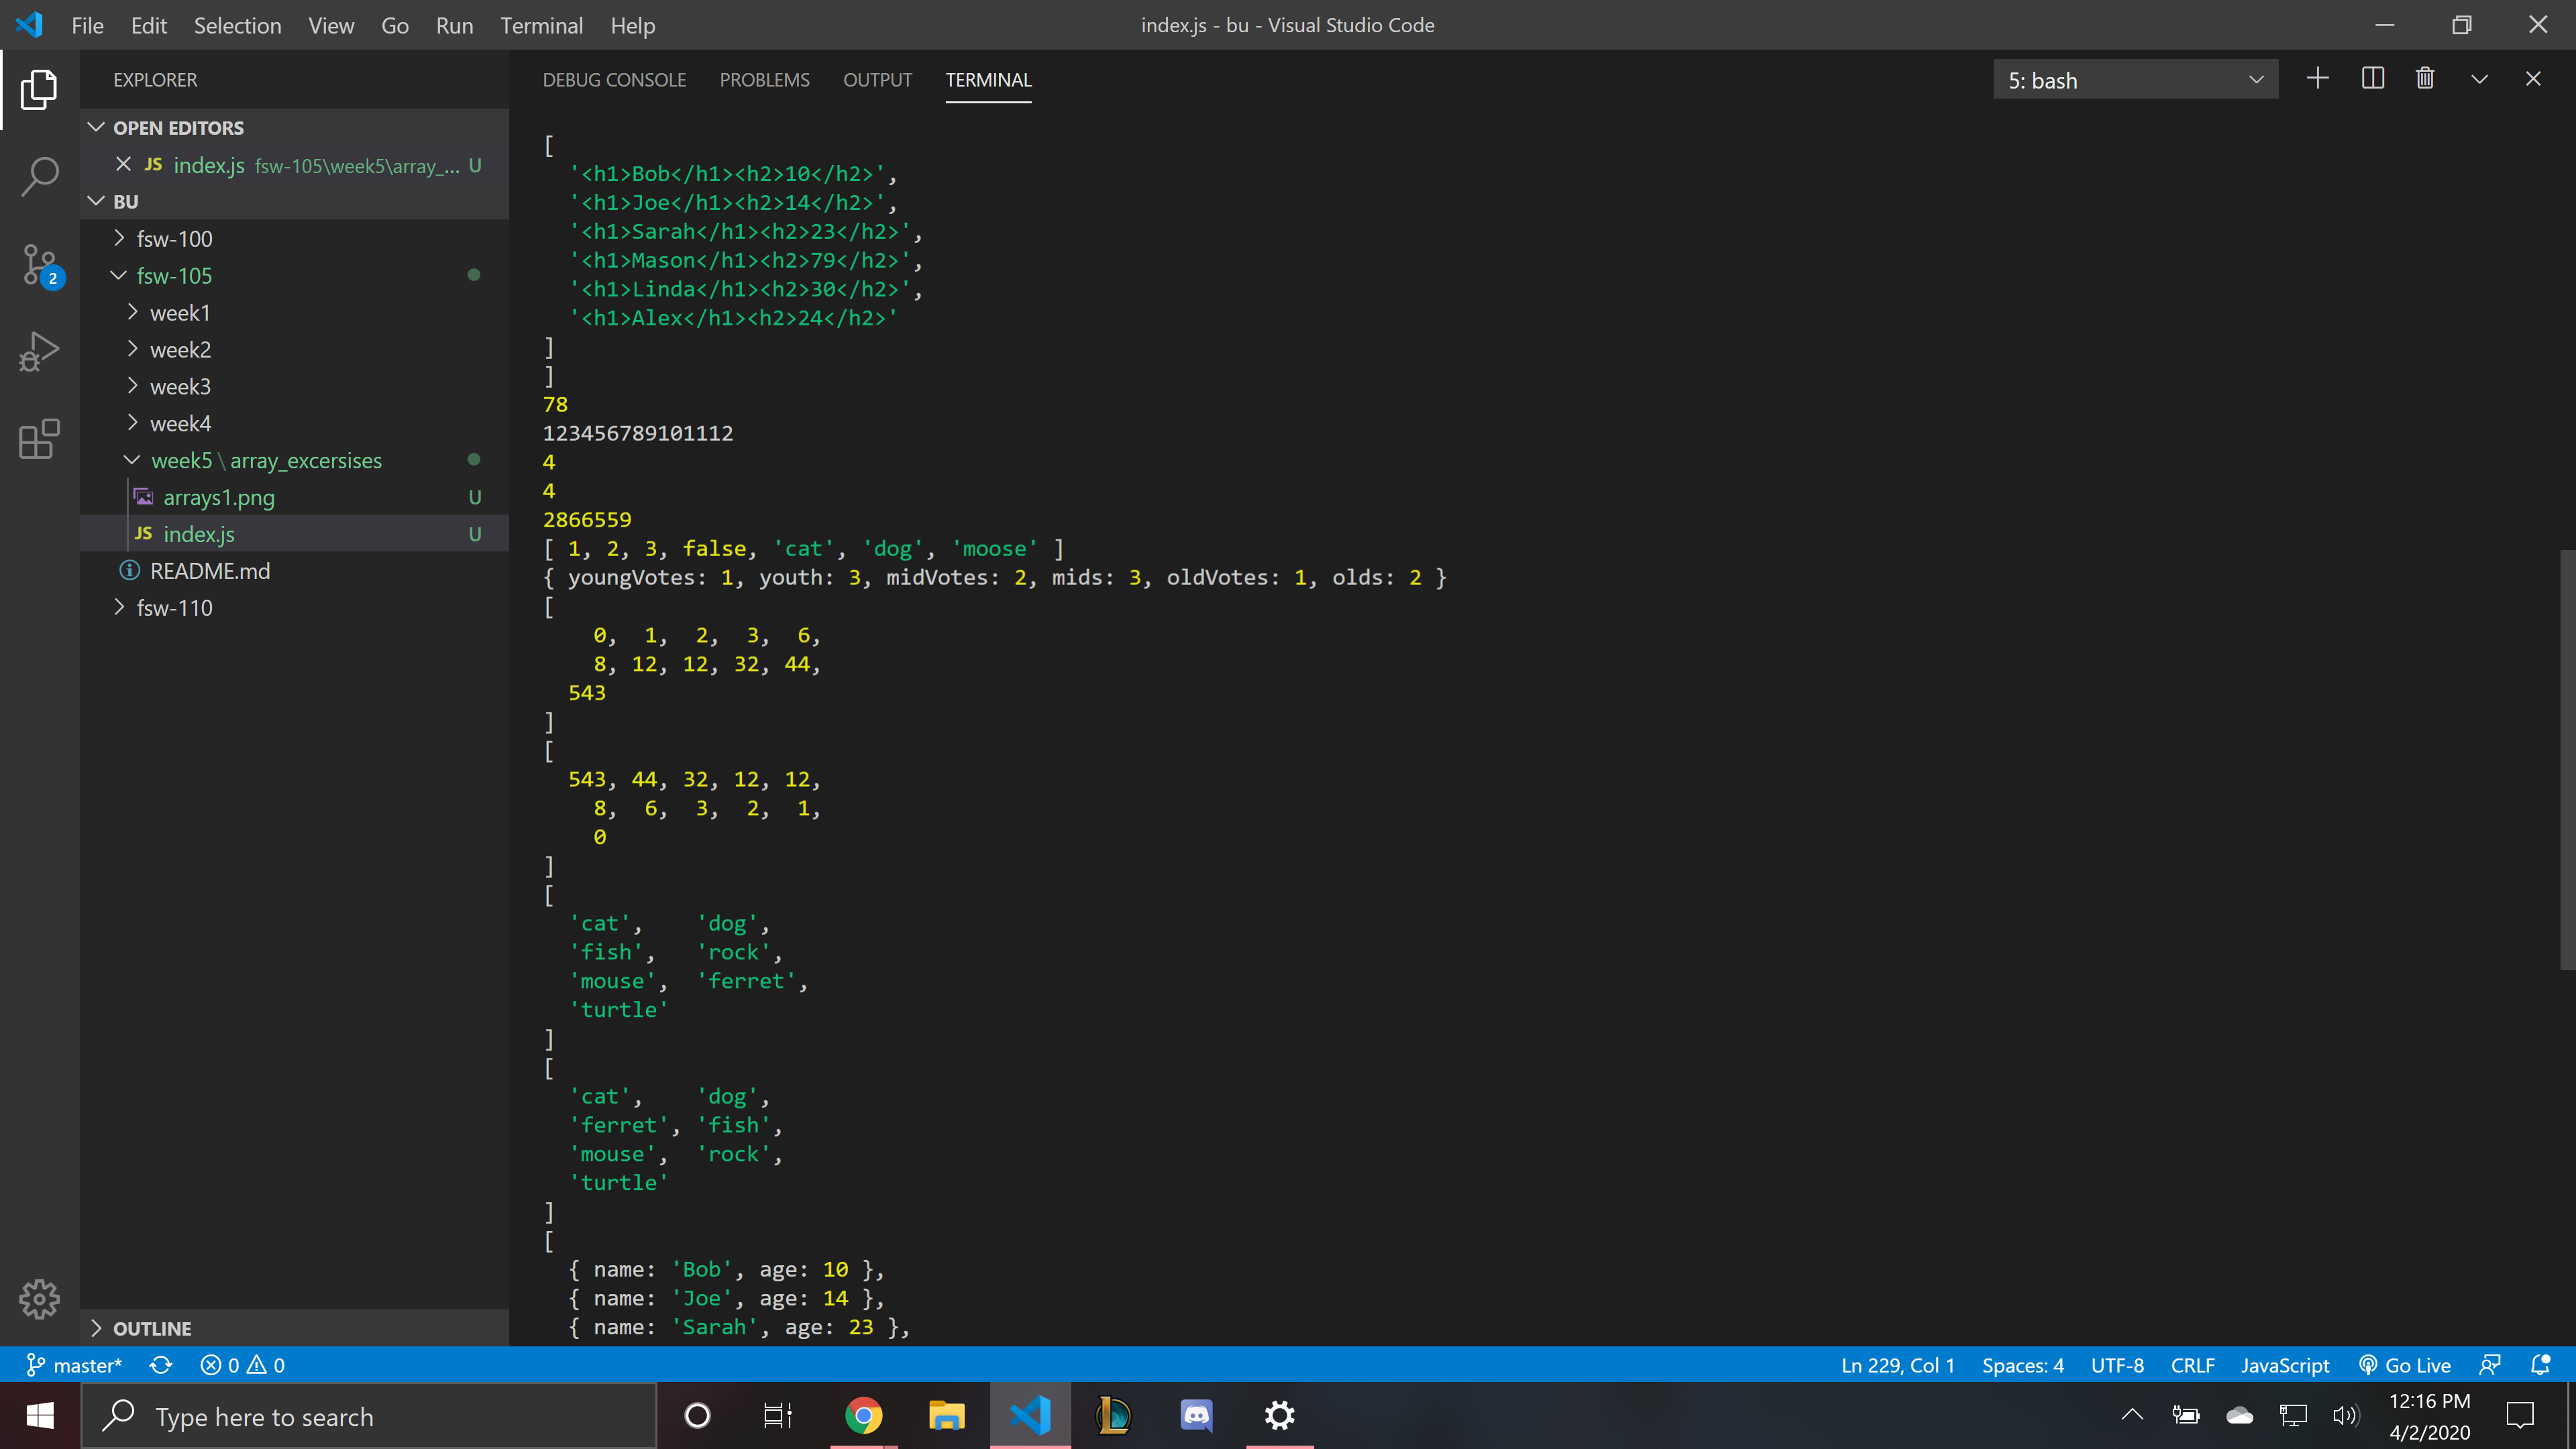 File Edit Selection View Go Run Terminal Help
index.js - bu - Visual Studio Code
EXPLORER
OPEN EDITORS
JS index.js fsw-105\week5\array_... U
BU
fsw-100
fsw-105
week1
week2
week3
week4
week5 \ array_excersises
arrays1.png U
JS index.js U
README.md
fsw-110
OUTLINE
2
DEBUG CONSOLE PROBLEMS OUTPUT TERMINAL
5: bash
[
  '<h1>Bob</h1><h2>10</h2>',
  '<h1>Joe</h1><h2>14</h2>',
  '<h1>Sarah</h1><h2>23</h2>',
  '<h1>Mason</h1><h2>79</h2>',
  '<h1>Linda</h1><h2>30</h2>',
  '<h1>Alex</h1><h2>24</h2>'
]
]
78
123456789101112
4
4
2866559
[ 1, 2, 3, false, 'cat', 'dog', 'moose' ]
{ youngVotes: 1, youth: 3, midVotes: 2, mids: 3, oldVotes: 1, olds: 2 }
[
    0,  1,  2,  3,  6,
    8, 12, 12, 32, 44,
  543
]
[
  543, 44, 32, 12, 12,
    8,  6,  3,  2,  1,
    0
]
[
  'cat',    'dog',
  'fish',   'rock',
  'mouse',  'ferret',
  'turtle'
]
[
  'cat',    'dog',
  'ferret', 'fish',
  'mouse',  'rock',
  'turtle'
]
[
  { name: 'Bob', age: 10 },
  { name: 'Joe', age: 14 },
  { name: 'Sarah', age: 23 },
master* 0 0
Ln 229, Col 1 Spaces: 4 UTF-8 CRLF JavaScript Go Live
Type here to search
12:16 PM
4/2/2020